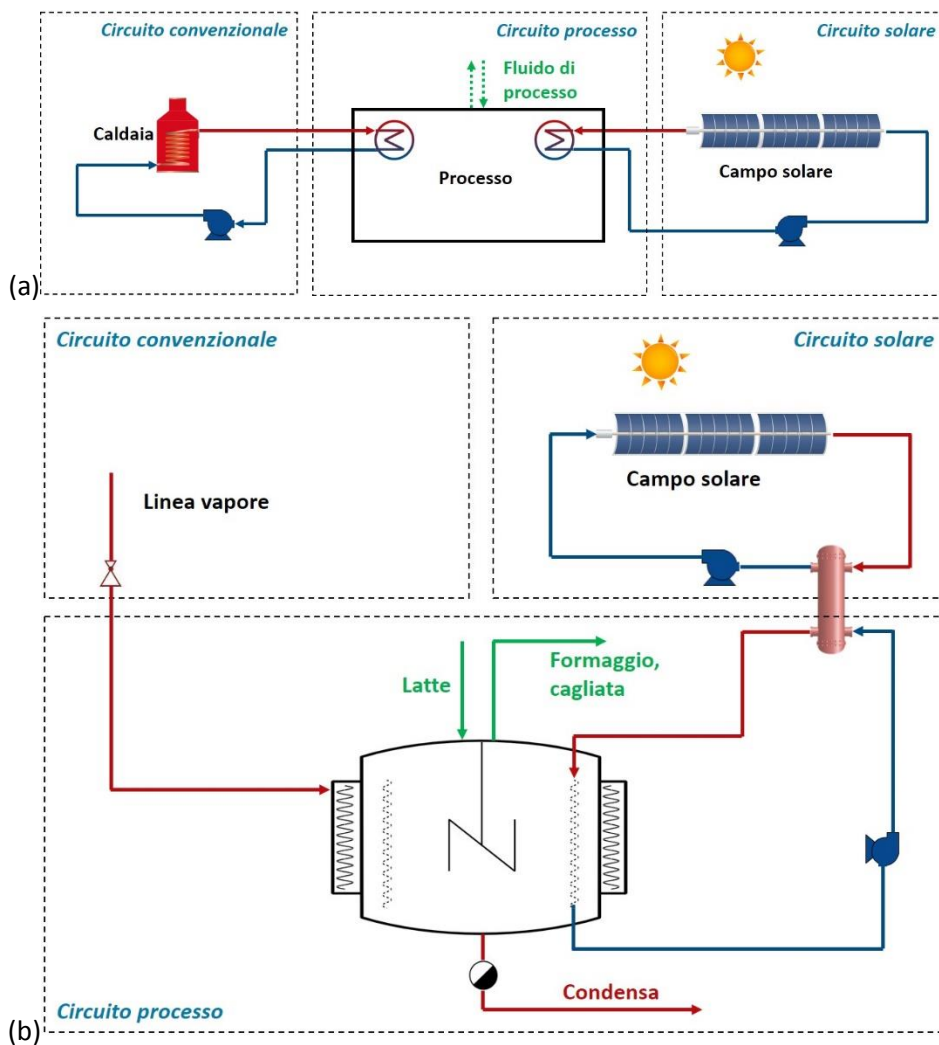 Circuito convenzionale
Circuito processo
Circuito solare
Fluido di
processo
Caldaia
Processo
Campo solare
(a)
Circuito convenzionale
Circuito solare
Linea vapore
Campo solare
Latte
Formaggio,
cagliata
Condensa
Circuito processo
(b)